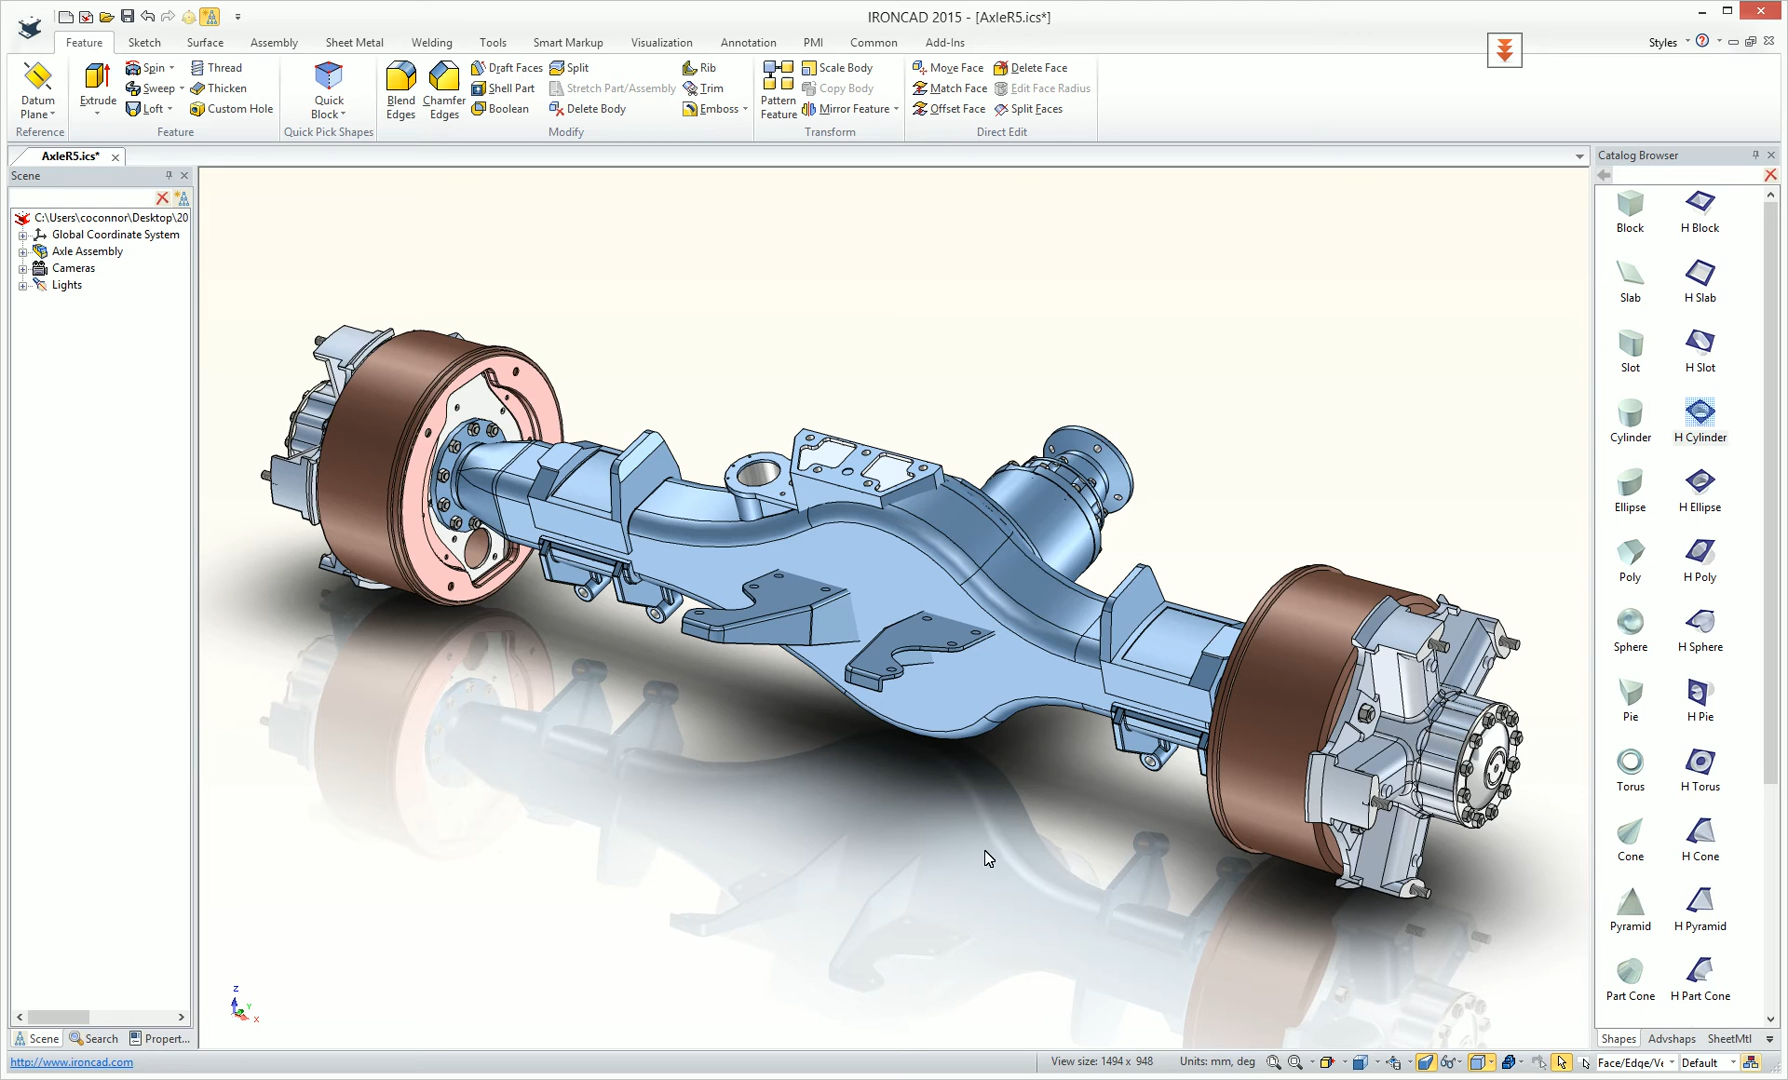 IRONCAD 2015 - [AxleR5.ics*]
Feature Sketch Surface Assembly Sheet Metal Welding Tools Smart Markup Visualization Annotation PMI Common Add-Ins Styles
Datum Plane
Reference
Extrude
Spin
Sweep
Loft
Thread
Thicken
Custom Hole
Feature
Quick Block
Quick Pick Shapes
Blend Edges
Chamfer Edges
Draft Faces
Shell Part
Boolean
Split
Stretch Part/Assembly
Delete Body
Rib
Trim
Emboss
Modify
Pattern Feature
Scale Body
Copy Body
Mirror Feature
Transform
Move Face
Match Face
Offset Face
Delete Face
Edit Face Radius
Split Faces
Direct Edit
AxleR5.ics*
Scene
C:\Users\coconnor\Desktop\20
Global Coordinate System
Axle Assembly
Cameras
Lights
Z
Y
X
Scene Search Propert...
Catalog Browser
Block H Block
Slab H Slab
Slot H Slot
Cylinder H Cylinder
Ellipse H Ellipse
Poly H Poly
Sphere H Sphere
Pie H Pie
Torus H Torus
Cone H Cone
Pyramid H Pyramid
Part Cone H Part Cone
Shapes Advshaps SheetMtl
http://www.ironcad.com
View size: 1494 x 948 Units: mm, deg Face/Edge/Ve Default